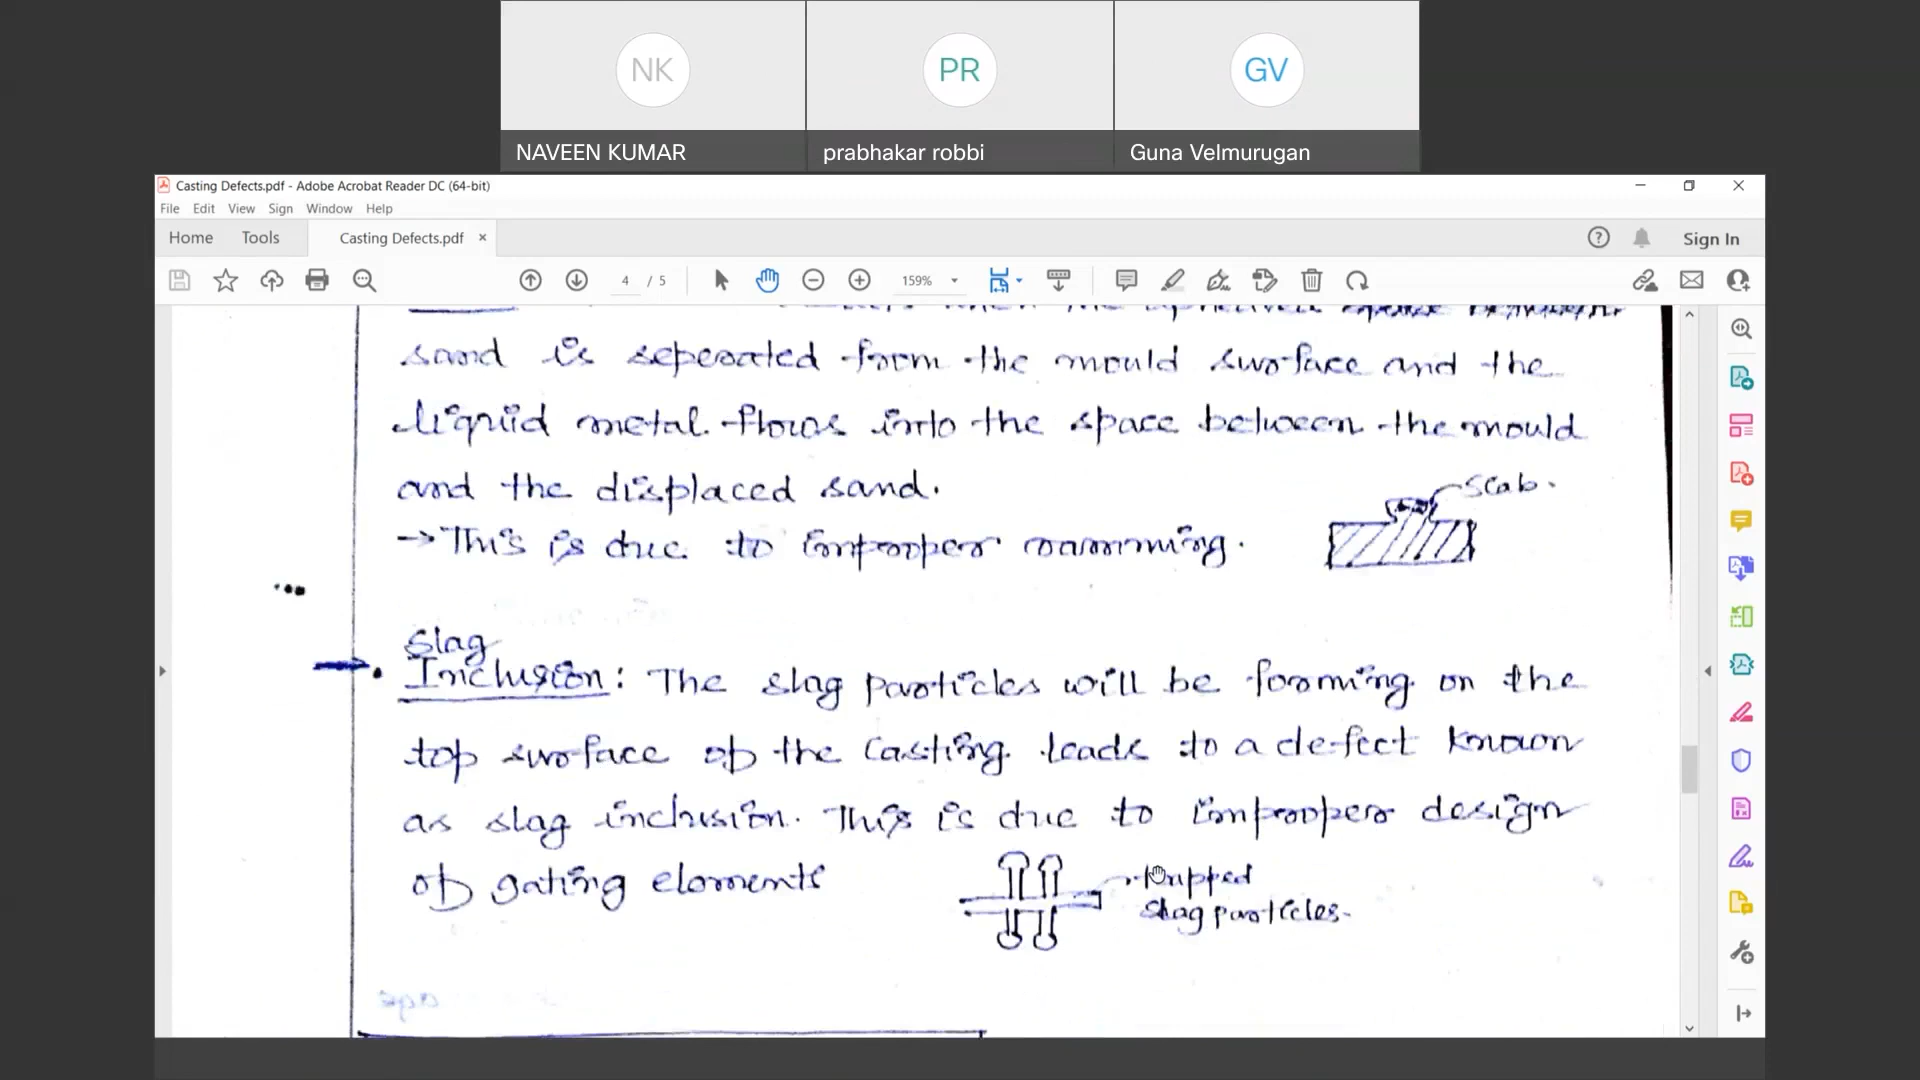 NK
PR
GV
NAVEEN KUMAR
prabhakar robbi
Guna Velmurugan
Casting Defects.pdf - Adobe Acrobat Reader DC (64-bit)
File Edit View Sign Window Help
Home Tools Casting Defects.pdf × Sign In
4 / 5 159%
sand is seperated form the mould surface and the
liquid metal flows into the space between the mould
and the displaced sand.
scab.
→ This is due to improper ramming.
Slag
Inclusion: The slag particles will be forming on the
top surface of the casting leads to a defect known
as slag inclusion. This is due to improper design
of gating elements
slag particles.